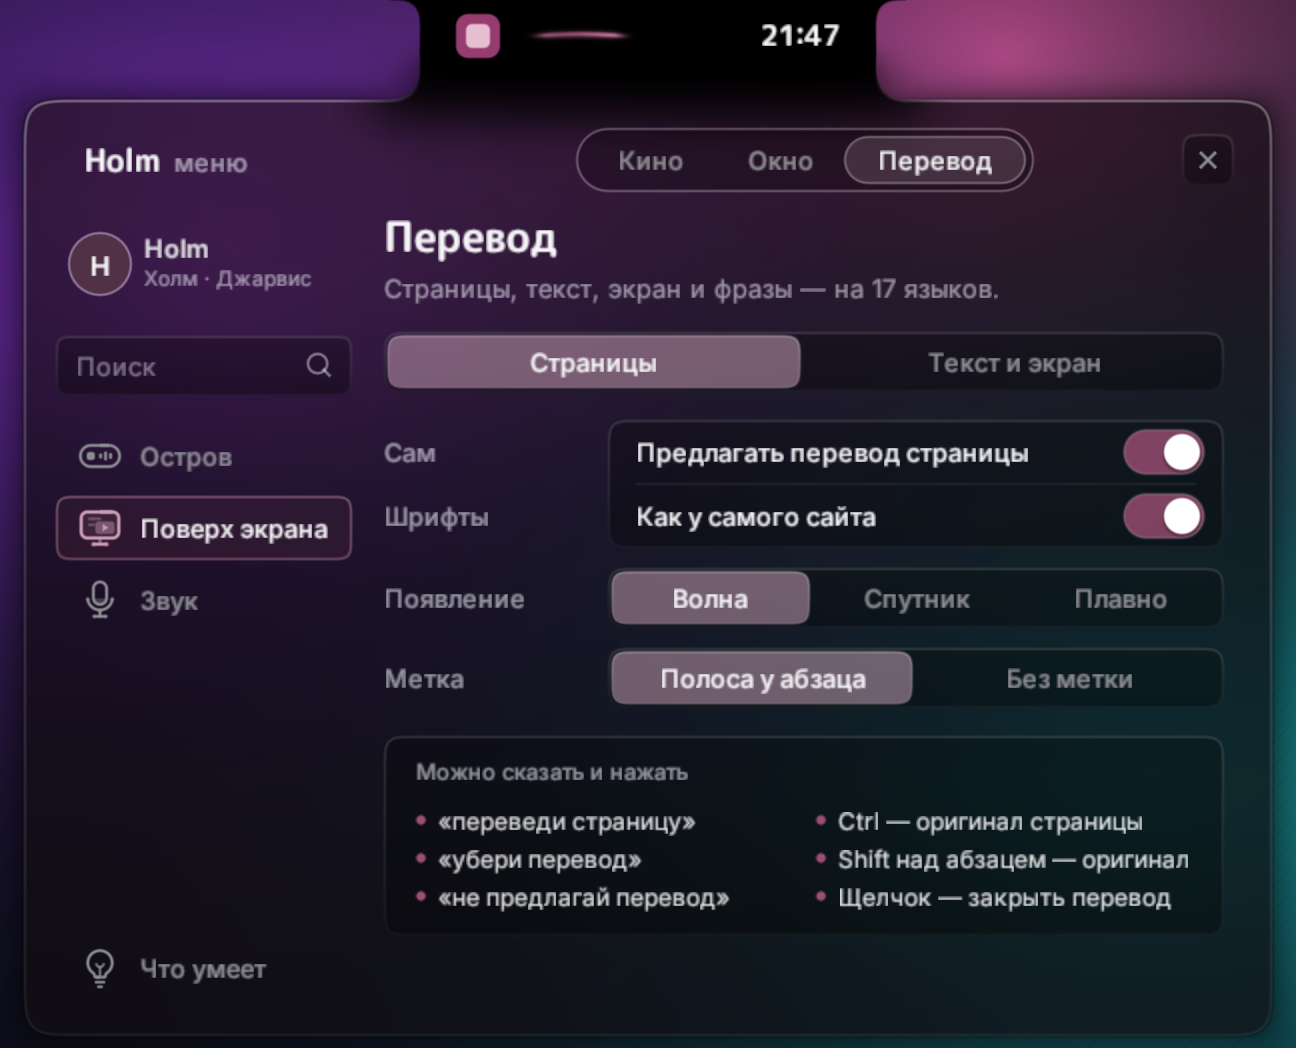 21:47
Holm меню
Кино Окно Перевод
Holm
Холм · Джарвис
Поиск
Остров
Поверх экрана
Звук
Что умеет
Перевод
Страницы, текст, экран и фразы — на 17 языков.
Страницы Текст и экран
Сам Предлагать перевод страницы
Шрифты Как у самого сайта
Появление Волна Спутник Плавно
Метка Полоса у абзаца Без метки
Можно сказать и нажать
«переведи страницу»
«убери перевод»
«не предлагай перевод»
Ctrl — оригинал страницы
Shift над абзацем — оригинал
Щелчок — закрыть перевод